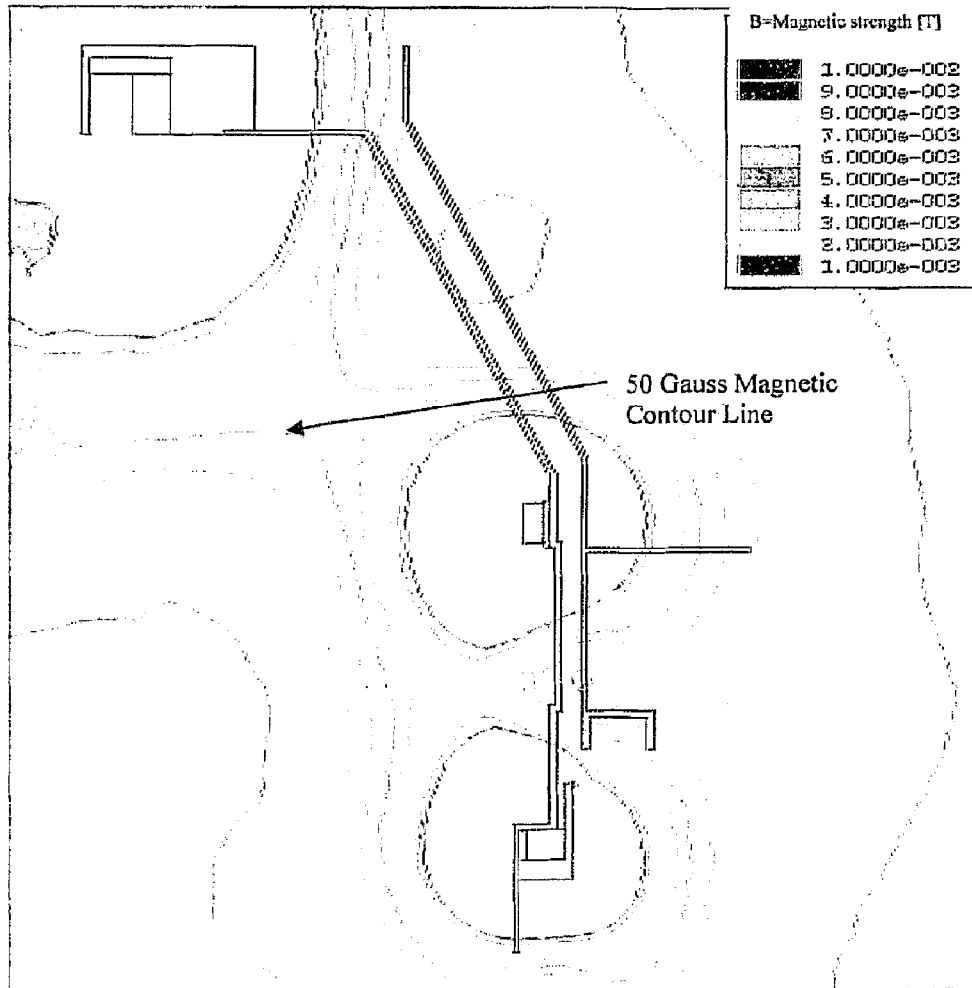 B=Magnetic strength [T]
1.0000e-002
9.0000e-003
8.0000e-003
7.0000e-003
6.0000e-003
5.0000e-003
4.0000e-003
3.0000e-003
2.0000e-003
1.0000e-003
50 Gauss Magnetic
Contour Line